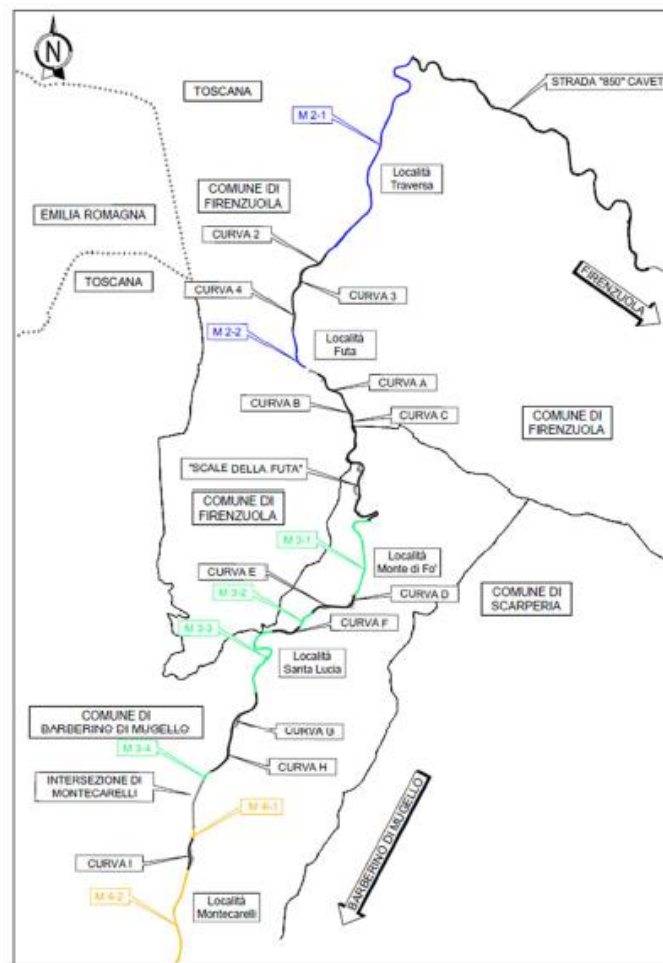 N
STRADA "850" CAVET
TOSCANA
M 2-1
Località
Traversa
COMUNE DI
FIRENZUOLA
EMILIA ROMAGNA
CURVA 2
TOSCANA
CURVA 4
CURVA 3
FIRENZUOLA
M 2-2
Località
Futa
CURVA A
CURVA B
CURVA C
COMUNE DI
FIRENZUOLA
"SCALE DELLA FUTA"
COMUNE DI
FIRENZUOLA
M 3-1
Località
Monte di Fo'
CURVA E
M 3-2
CURVA D
COMUNE DI
SCARPERIA
CURVA F
M 3-3
Località
Santa Lucia
COMUNE DI
BARBERINO DI MUGELLO
CURVA G
M 3-4
CURVA H
INTERSEZIONE DI
MONTECARELLI
M 4-1
BARBERINO DI MUGELLO
CURVA I
M 4-2
Località
Montecarelli